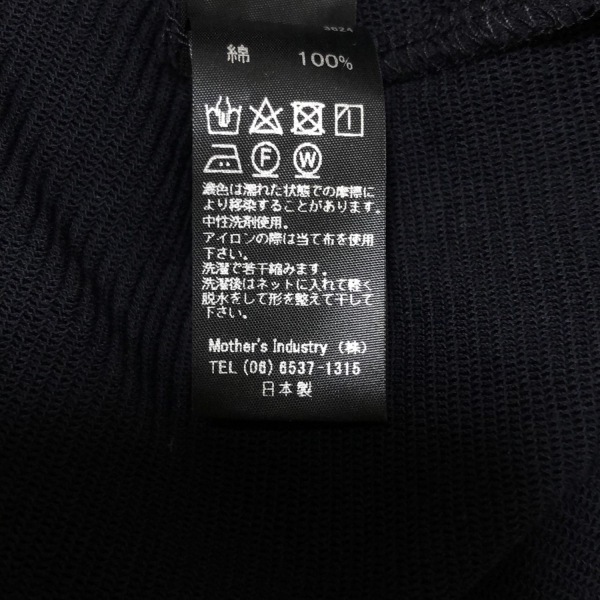 3624
綿 100%
F W
濃色は濡れた状態での摩擦に
より移染することがあります。
中性洗剤使用。
アイロンの際は当て布を使用
下さい。
洗濯で若干縮みます。
洗濯後はネットに入れて軽く
脱水をして形を整えて干して
下さい。
Mother's Industry (株)
TEL (06) 6537-1315
日本製